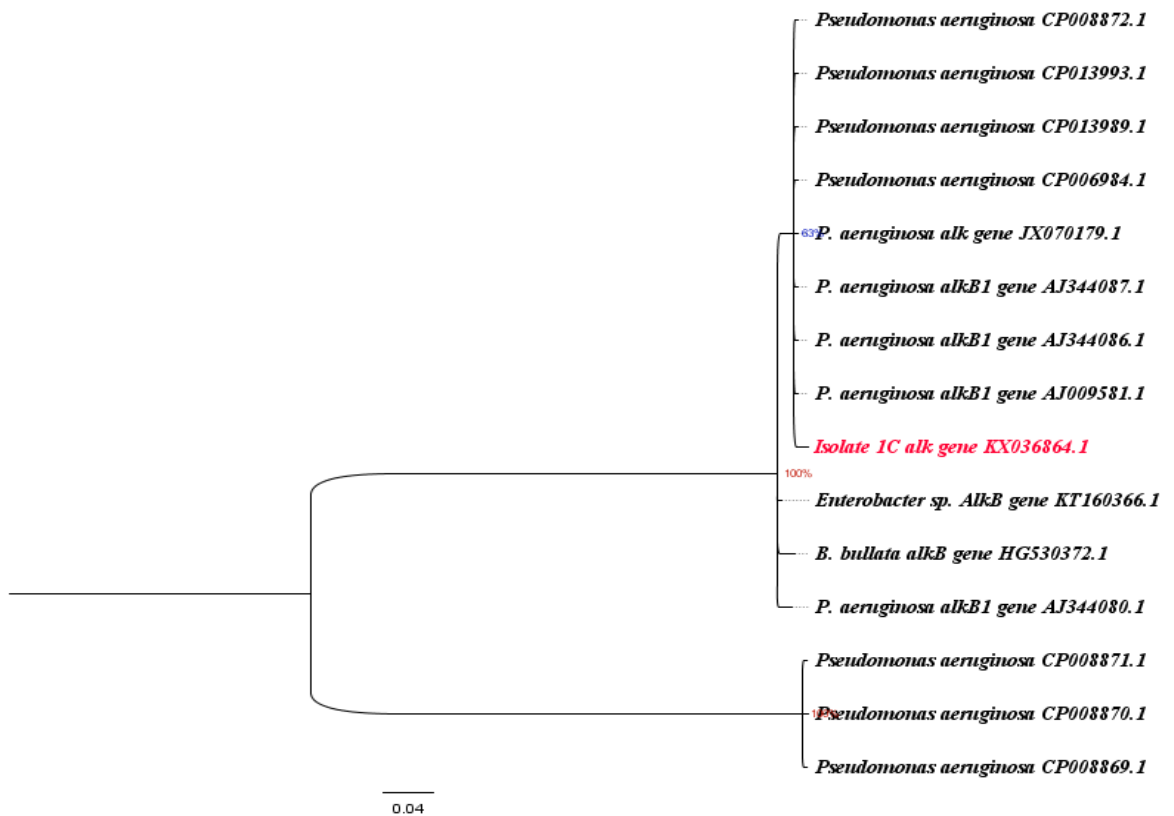 Pseudomonas aeruginosa CP008872.1
Pseudomonas aeruginosa CP013993.1
Pseudomonas aeruginosa CP013989.1
Pseudomonas aeruginosa CP006984.1
63% P. aeruginosa alk gene JX070179.1
P. aeruginosa alkB1 gene AJ344087.1
P. aeruginosa alkB1 gene AJ344086.1
P. aeruginosa alkB1 gene AJ009581.1
Isolate 1C alk gene KX036864.1
100%
Enterobacter sp. AlkB gene KT160366.1
B. bullata alkB gene HG530372.1
P. aeruginosa alkB1 gene AJ344080.1
Pseudomonas aeruginosa CP008871.1
100% Pseudomonas aeruginosa CP008870.1
Pseudomonas aeruginosa CP008869.1
0.04